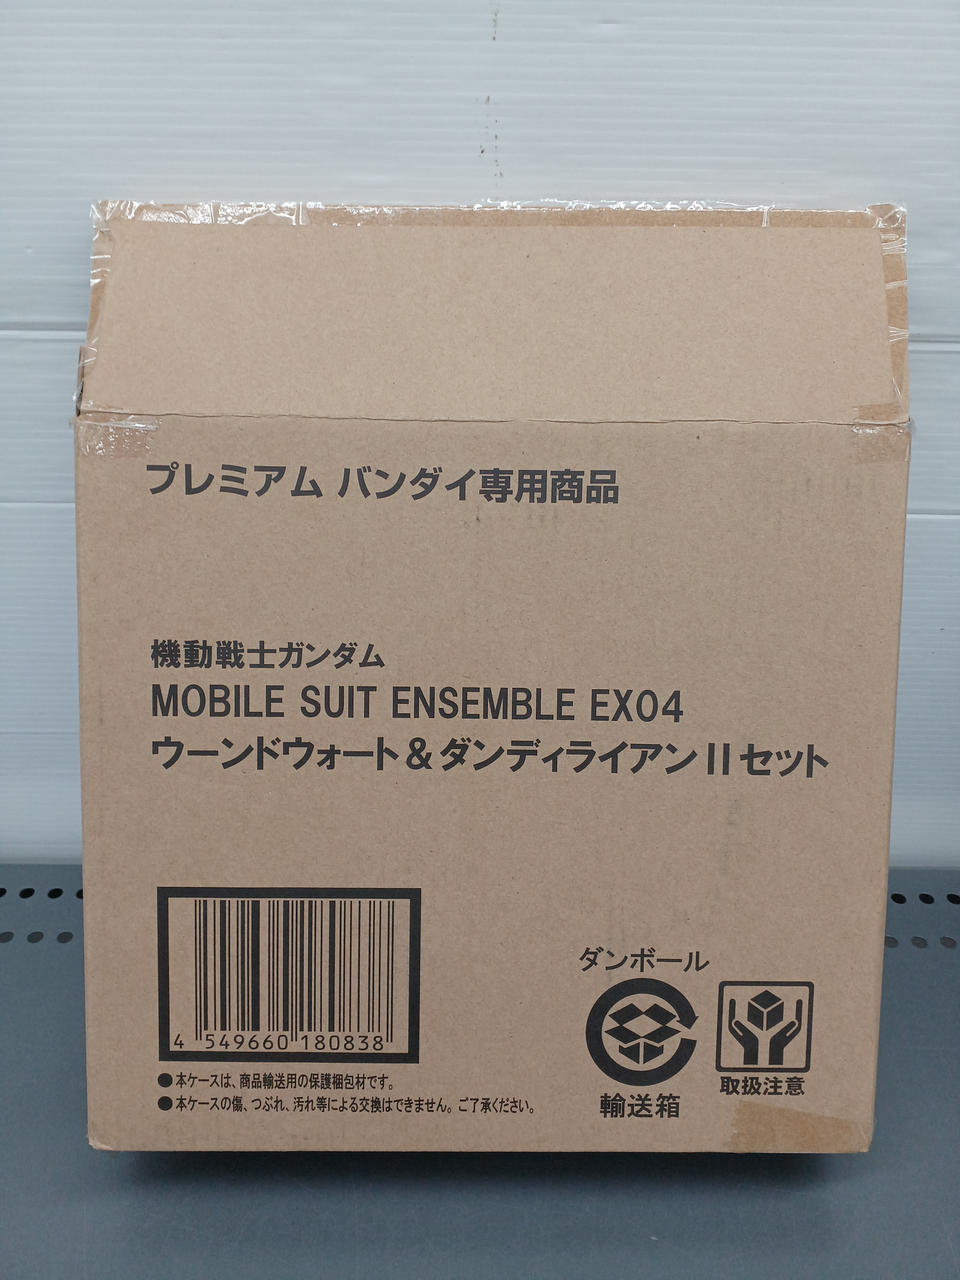 プレミアム バンダイ専用商品
機動戦士ガンダム
MOBILE SUIT ENSEMBLE EX04
ウーンドウォート&ダンディライアンIIセット
4 549660 180838
●本ケースは、商品輸送用の保護梱包材です。
●本ケースの傷、つぶれ、汚れ等による交換はできません。ご了承ください。
ダンボール
輸送箱
取扱注意